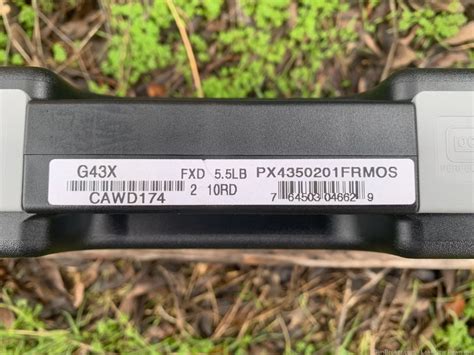 G43X FXD 5.5LB PX4350201FRMOS
CAWD174 2 10RD 7 64503 04662 9